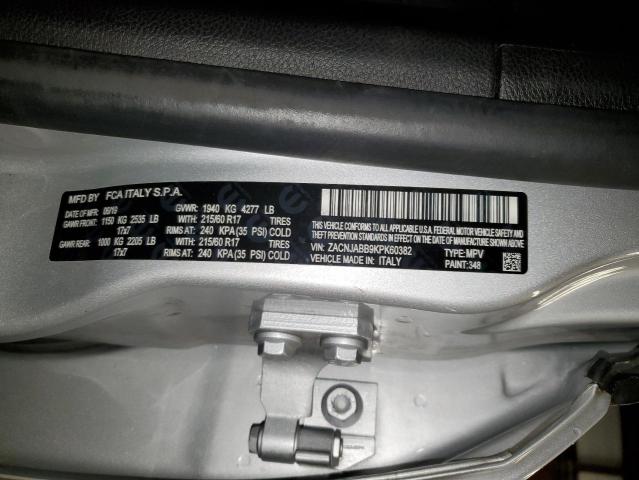 MFD BY FCA ITALY S.P.A.
DATE OF MFR: 06/19 GVWR: 1940 KG 4277 LB
GAWR FRONT: 1150 KG 2535 LB WITH: 215/60 R17 TIRES
17x7 RIMS AT: 240 KPA(35 PSI) COLD
GAWR REAR: 1000 KG 2205 LB WITH: 215/60 R17 TIRES
17x7 RIMS AT: 240 KPA(35 PSI) COLD
THIS VEHICLE CONFORMS TO ALL APPLICABLE U.S.A. FEDERAL MOTOR VEHICLE SAFETY, BUMPER, AND
THEFT PREVENTION STANDARDS IN EFFECT ON THE DATE OF MANUFACTURE SHOWN ABOVE.
VIN: ZACNJABB9KPK60382 TYPE: MPV
VEHICLE MADE IN: ITALY PAINT: 348